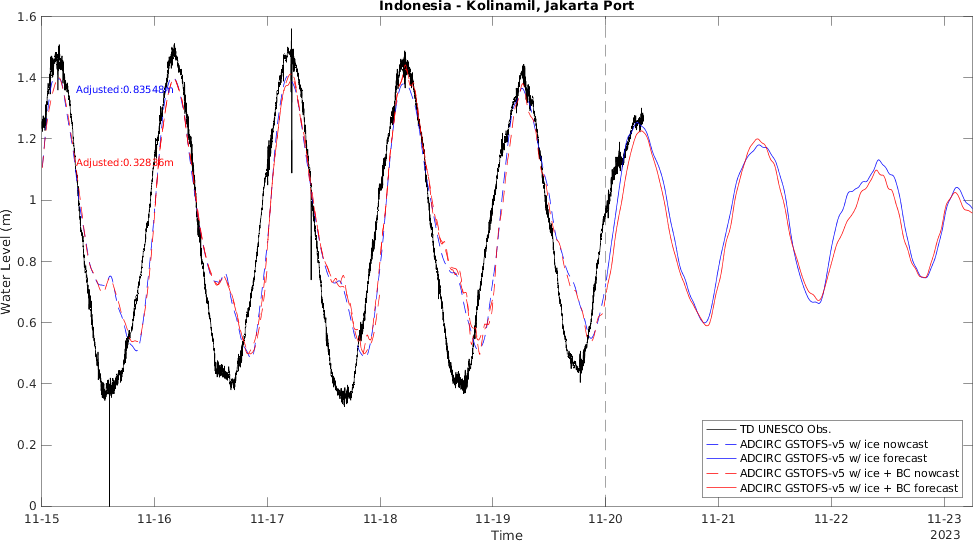 Indonesia - Kolinamil, Jakarta Port
1.6
1.4
1.2
1
0.8
0.6
0.4
0.2
0
Water Level (m)
Adjusted:0.83548m
Adjusted:0.32816m
TD UNESCO Obs.
ADCIRC GSTOFS-v5 w/ ice nowcast
ADCIRC GSTOFS-v5 w/ ice forecast
ADCIRC GSTOFS-v5 w/ ice + BC nowcast
ADCIRC GSTOFS-v5 w/ ice + BC forecast
11-15 11-16 11-17 11-18 11-19 11-20 11-21 11-22 11-23
Time
2023